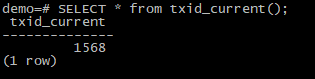 demo=# SELECT * from txid_current();
 txid_current
--------------
         1568
(1 row)